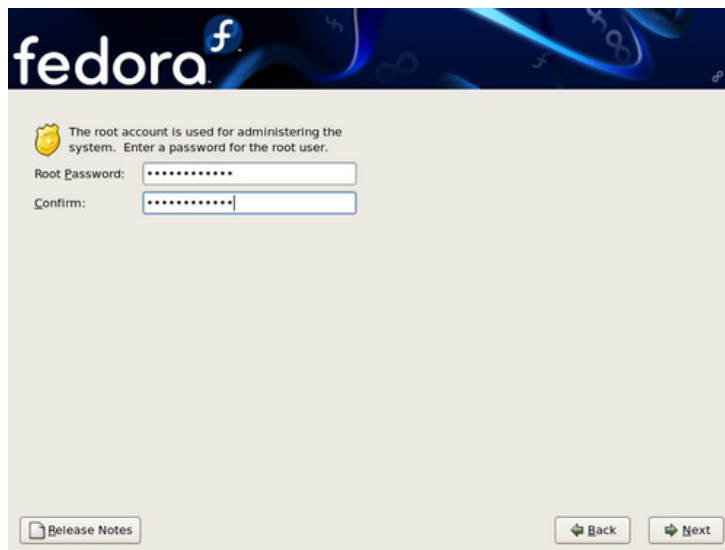 fedora
The root account is used for administering the
system. Enter a password for the root user.
Root Password: ••••••••••••
Confirm: ••••••••••••
Release Notes
Back
Next